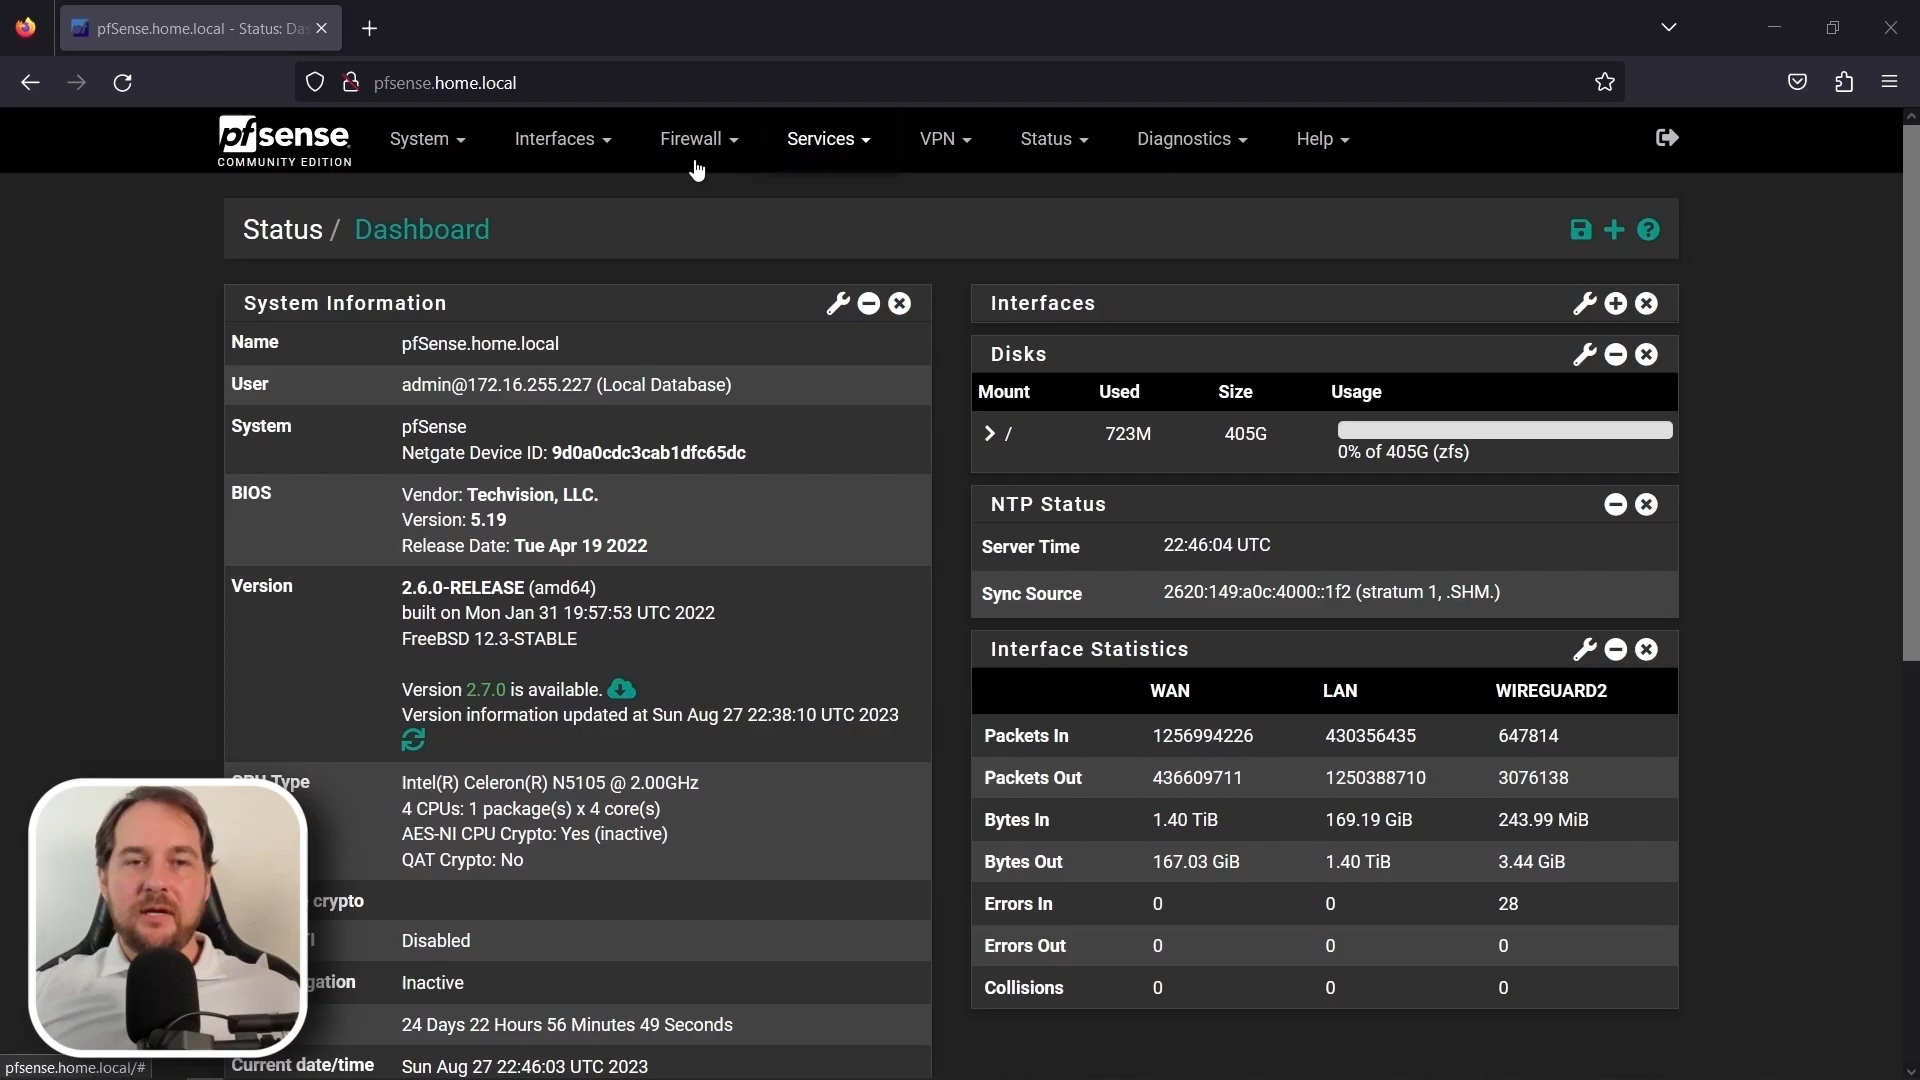 pfSense.home.local - Status: Das
pfsense.home.local
pfsense
COMMUNITY EDITION
System
Interfaces
Firewall
Services
VPN
Status
Diagnostics
Help
Status / Dashboard
System Information
Name
pfSense.home.local
User
admin@172.16.255.227 (Local Database)
System
pfSense
Netgate Device ID: 9d0a0cdc3cab1dfc65dc
BIOS
Vendor: Techvision, LLC.
Version: 5.19
Release Date: Tue Apr 19 2022
Version
2.6.0-RELEASE (amd64)
built on Mon Jan 31 19:57:53 UTC 2022
FreeBSD 12.3-STABLE
Version 2.7.0 is available.
Version information updated at Sun Aug 27 22:38:10 UTC 2023
CPU Type
Intel(R) Celeron(R) N5105 @ 2.00GHz
4 CPUs: 1 package(s) x 4 core(s)
AES-NI CPU Crypto: Yes (inactive)
QAT Crypto: No
crypto
Disabled
gation
Inactive
24 Days 22 Hours 56 Minutes 49 Seconds
Current date/time
Sun Aug 27 22:46:03 UTC 2023
Interfaces
Disks
Mount Used Size Usage
/ 723M 405G
0% of 405G (zfs)
NTP Status
Server Time 22:46:04 UTC
Sync Source 2620:149:a0c:4000::1f2 (stratum 1, .SHM.)
Interface Statistics
WAN LAN WIREGUARD2
Packets In 1256994226 430356435 647814
Packets Out 436609711 1250388710 3076138
Bytes In 1.40 TiB 169.19 GiB 243.99 MiB
Bytes Out 167.03 GiB 1.40 TiB 3.44 GiB
Errors In 0 0 28
Errors Out 0 0 0
Collisions 0 0 0
pfsense.home.local/#